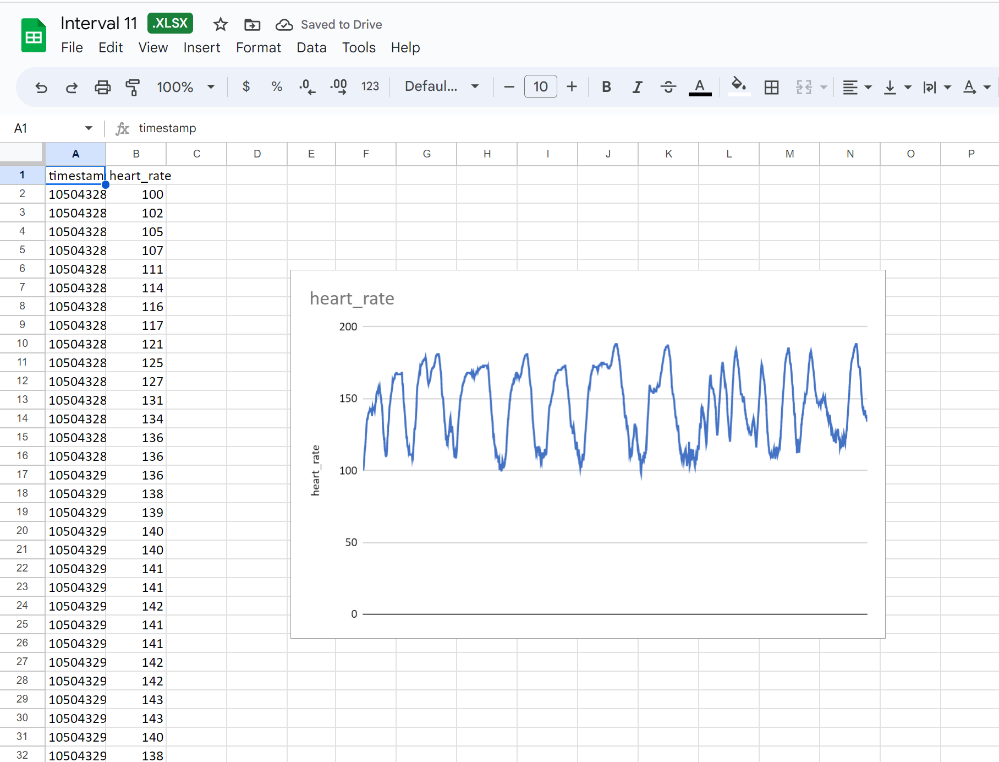 Interval 11 .XLSX Saved to Drive
File Edit View Insert Format Data Tools Help
100% $ % .0 .00 123 Defaul... − 10 + B I S A A
A1 fx timestamp
A B C D E F G H I J K L M N O P
1 timestam heart_rate
2 10504328 100
3 10504328 102
4 10504328 105
5 10504328 107
6 10504328 111
7 10504328 114
8 10504328 116
9 10504328 117
10 10504328 121
11 10504328 125
12 10504328 127
13 10504328 131
14 10504328 134
15 10504328 136
16 10504328 136
17 10504329 136
18 10504329 138
19 10504329 139
20 10504329 140
21 10504329 140
22 10504329 141
23 10504329 141
24 10504329 142
25 10504329 141
26 10504329 141
27 10504329 142
28 10504329 142
29 10504329 143
30 10504329 143
31 10504329 140
32 10504329 138
heart_rate
200
150
100
50
0
heart_rate